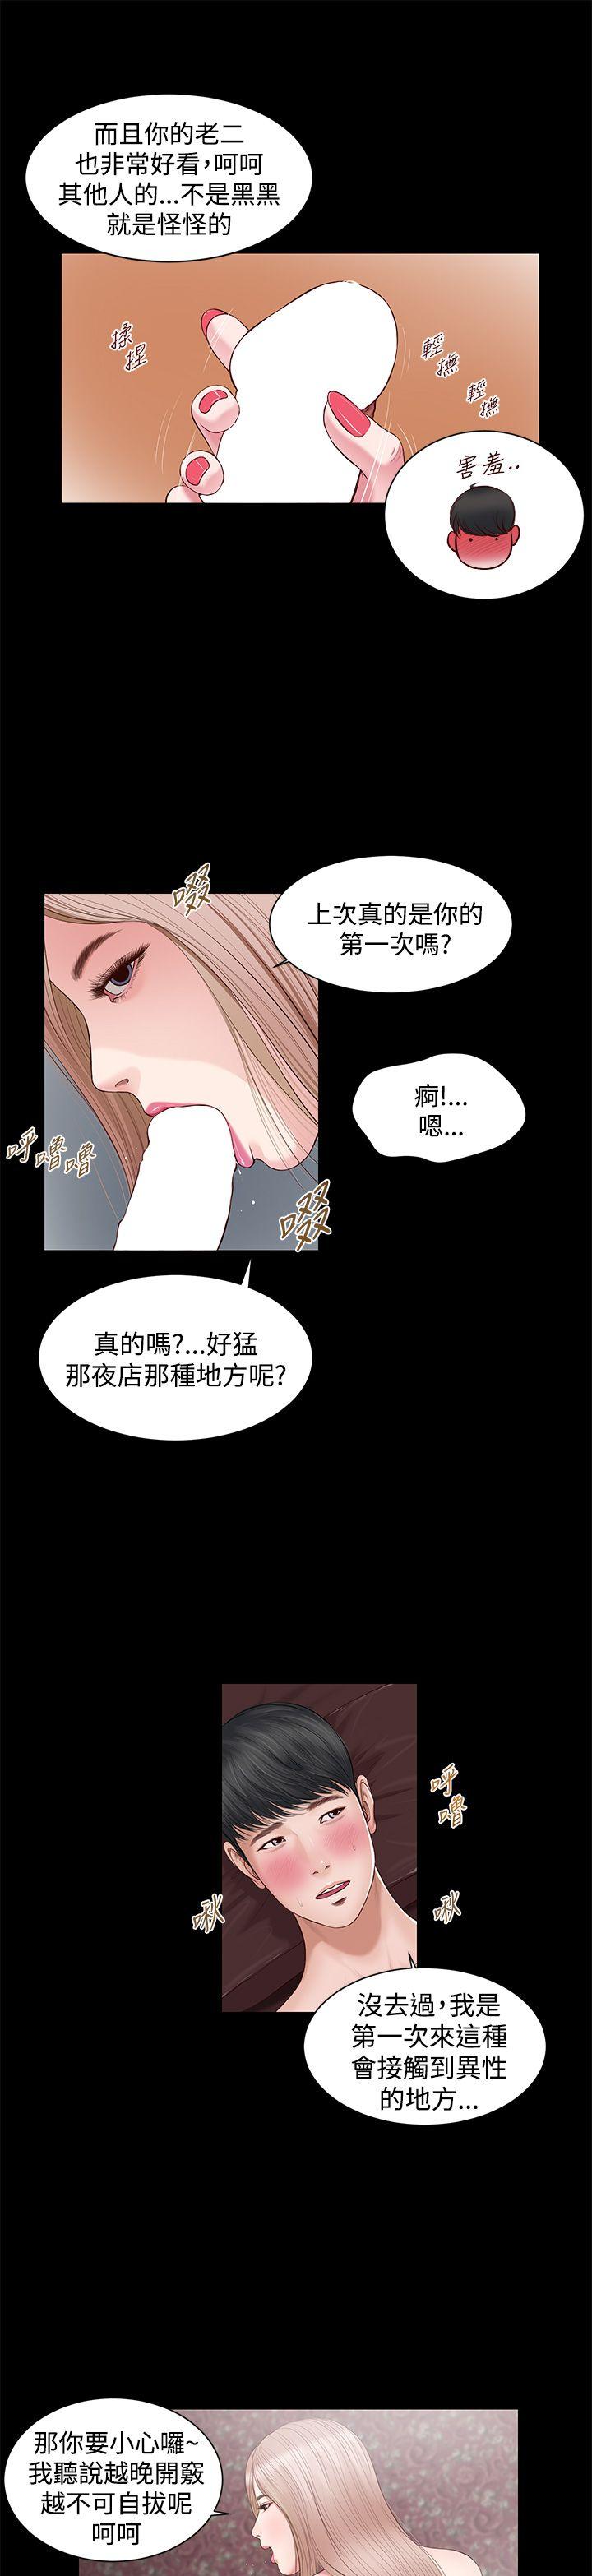 而且你的老二
也非常好看，呵呵
其他人的...不是黑黑
就是怪怪的
揉捏
輕撫
輕撫
害羞..
啜
上次真的是你的
第一次嗎?
痾!...
嗯...
呼嚕嚕
啜
真的嗎?...好猛
那夜店那種地方呢?
呼嚕
啾
啾
沒去過，我是
第一次來這種
會接觸到異性
的地方...
那你要小心囉~
我聽說越晚開竅
越不可自拔呢
呵呵